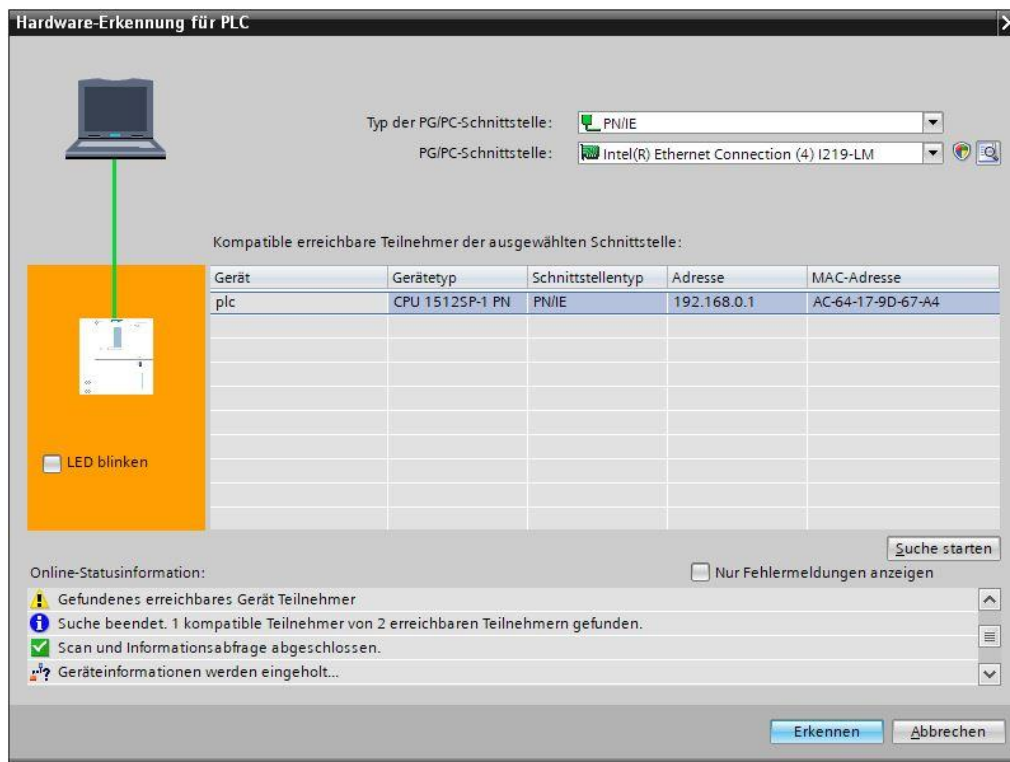 Hardware-Erkennung für PLC
Typ der PG/PC-Schnittstelle: PN/IE
PG/PC-Schnittstelle: Intel(R) Ethernet Connection (4) I219-LM
Kompatible erreichbare Teilnehmer der ausgewählten Schnittstelle:
Gerät Gerätetyp Schnittstellentyp Adresse MAC-Adresse
plc CPU 1512SP-1 PN PN/IE 192.168.0.1 AC-64-17-9D-67-A4
LED blinken
Suche starten
Online-Statusinformation: Nur Fehlermeldungen anzeigen
Gefundenes erreichbares Gerät Teilnehmer
Suche beendet. 1 kompatible Teilnehmer von 2 erreichbaren Teilnehmern gefunden.
Scan und Informationsabfrage abgeschlossen.
Geräteinformationen werden eingeholt...
Erkennen Abbrechen